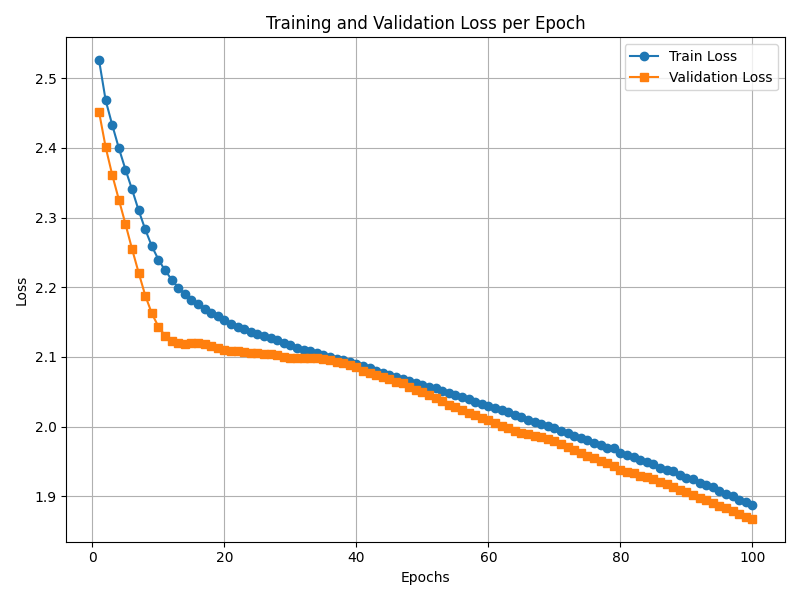 Training and Validation Loss per Epoch
Train Loss
Validation Loss
2.5
2.4
2.3
2.2
2.1
2.0
1.9
Loss
0 20 40 60 80 100
Epochs